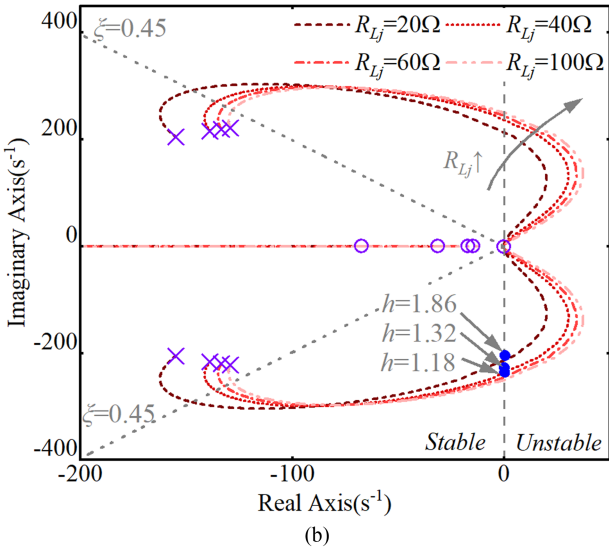 400
ξ=0.45
R_Lj=20Ω R_Lj=40Ω
R_Lj=60Ω R_Lj=100Ω
200
R_Lj↑
0
h=1.86
h=1.32
h=1.18
-200
ξ=0.45
Stable Unstable
-400
-200 -100 0
Imaginary Axis(s⁻¹)
Real Axis(s⁻¹)
(b)